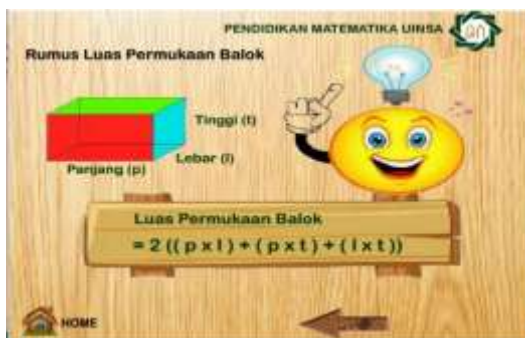 PENDIDIKAN MATEMATIKA UINSA
Rumus Luas Permukaan Balok
Tinggi (t)
Lebar (l)
Panjang (p)
Luas Permukaan Balok
= 2 (( p x l ) + ( p x t ) + ( l x t ))
HOME